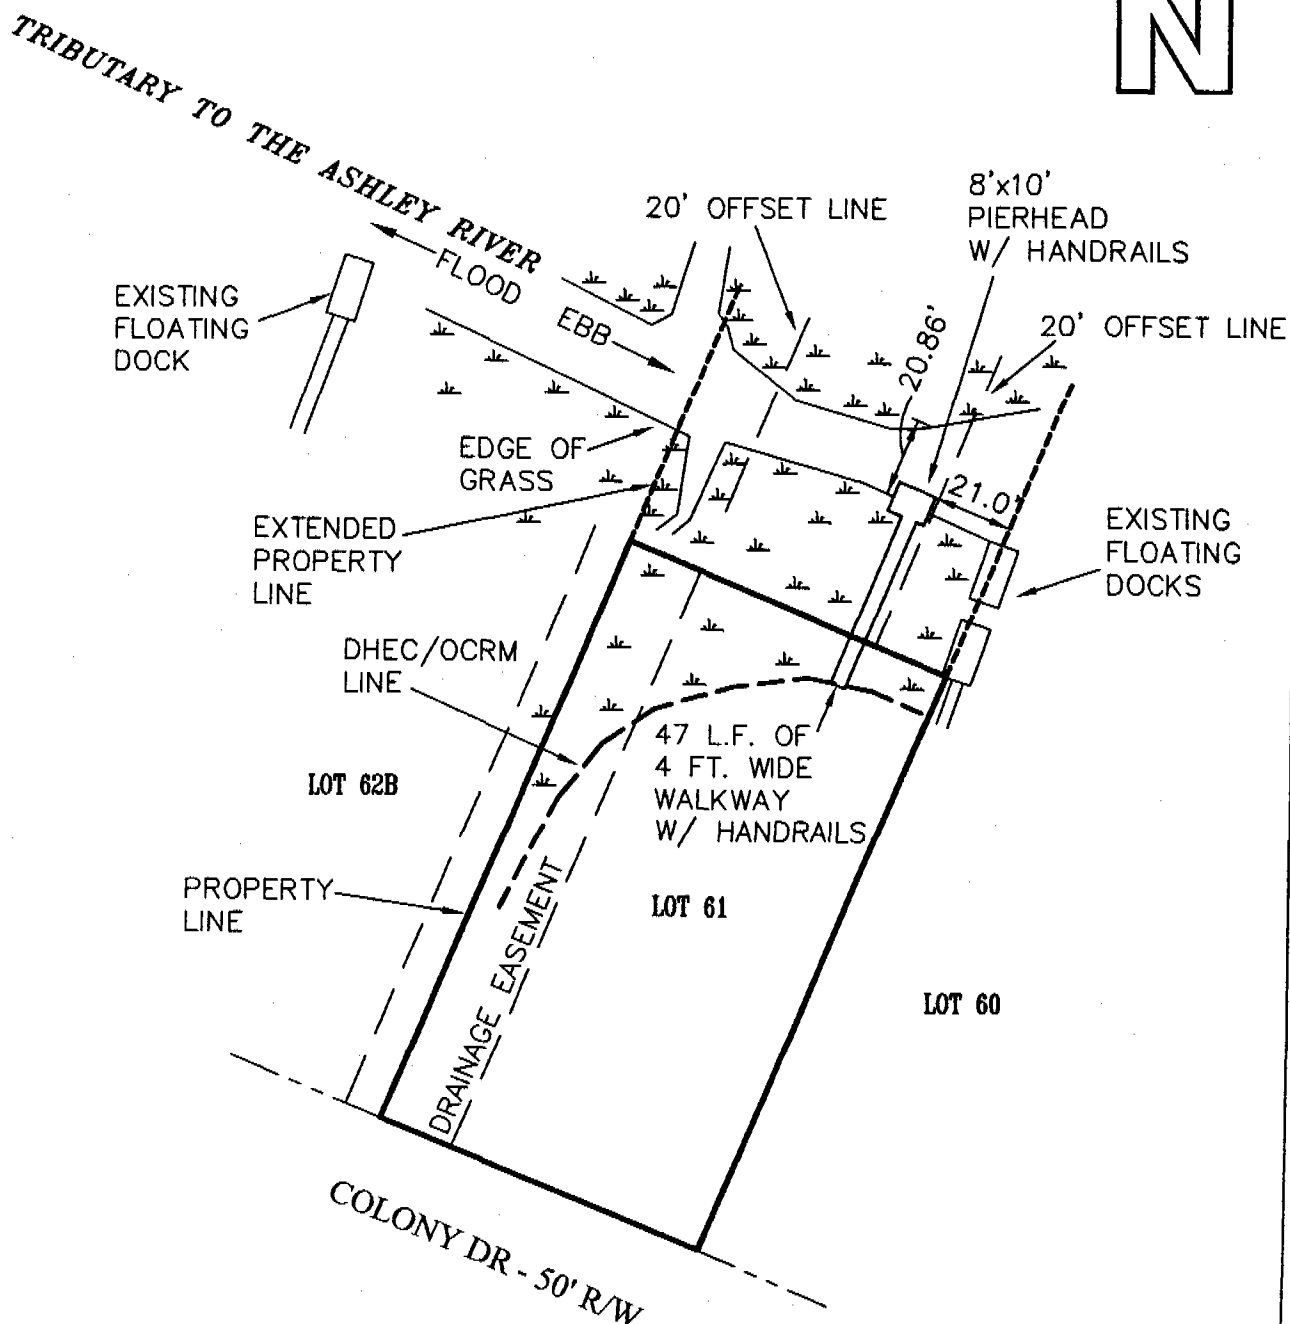 N
TRIBUTARY TO THE ASHLEY RIVER
8'x10'
PIERHEAD
W/ HANDRAILS
20' OFFSET LINE
FLOOD
EBB
EXISTING
FLOATING
DOCK
20' OFFSET LINE
20.86'
EDGE OF
GRASS
21.0'
EXTENDED
PROPERTY
LINE
EXISTING
FLOATING
DOCKS
DHEC/OCRM
LINE
47 L.F. OF
4 FT. WIDE
WALKWAY
W/ HANDRAILS
LOT 62B
PROPERTY
LINE
LOT 61
DRAINAGE EASEMENT
LOT 60
COLONY DR - 50' R/W